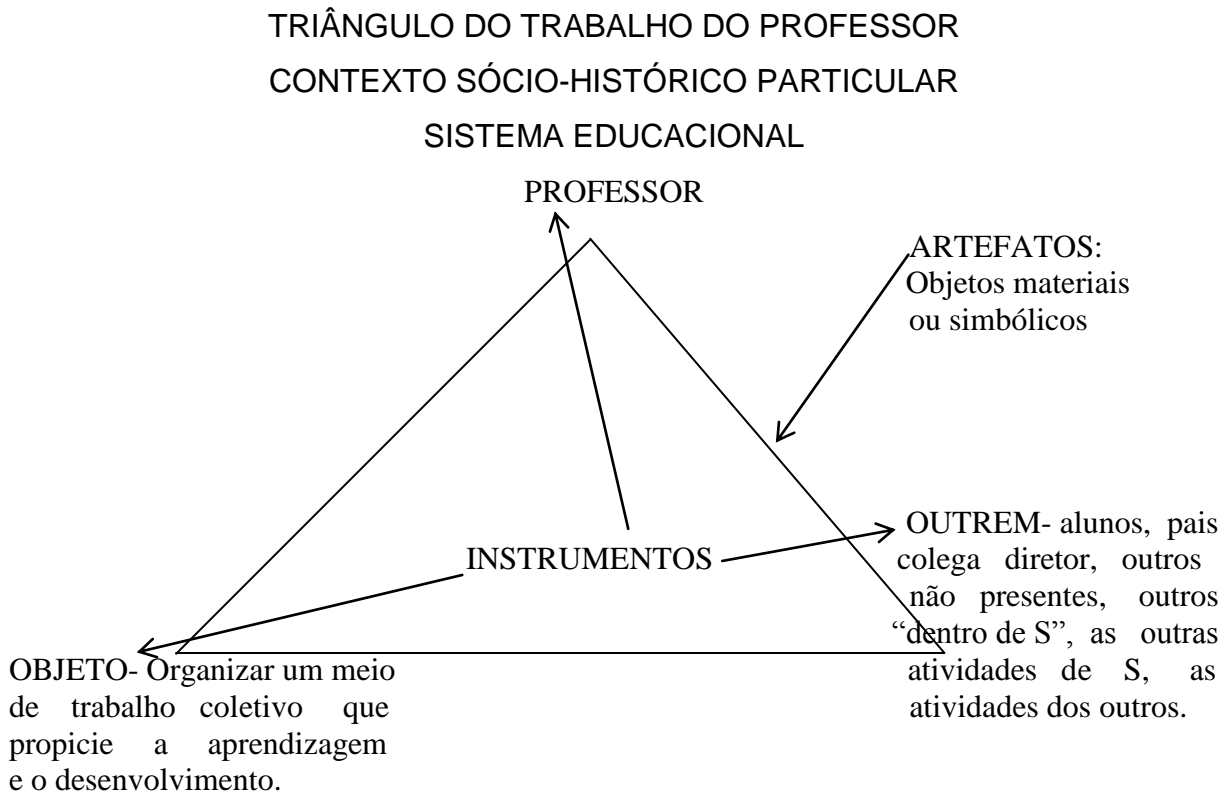 TRIÂNGULO DO TRABALHO DO PROFESSOR
CONTEXTO SÓCIO-HISTÓRICO PARTICULAR
SISTEMA EDUCACIONAL
PROFESSOR
ARTEFATOS:
Objetos materiais
ou simbólicos
INSTRUMENTOS
OUTREM- alunos, pais
colega diretor, outros
não presentes, outros
“dentro de S”, as outras
atividades de S, as
atividades dos outros.
OBJETO- Organizar um meio
de trabalho coletivo que
propicie a aprendizagem
e o desenvolvimento.